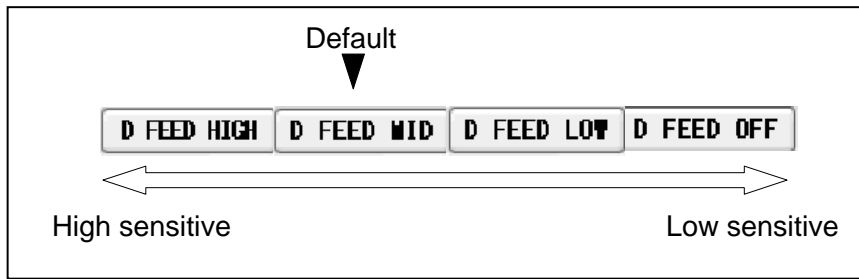 Default
D FEED HIGH D FEED MID D FEED LOW D FEED OFF
High sensitive Low sensitive